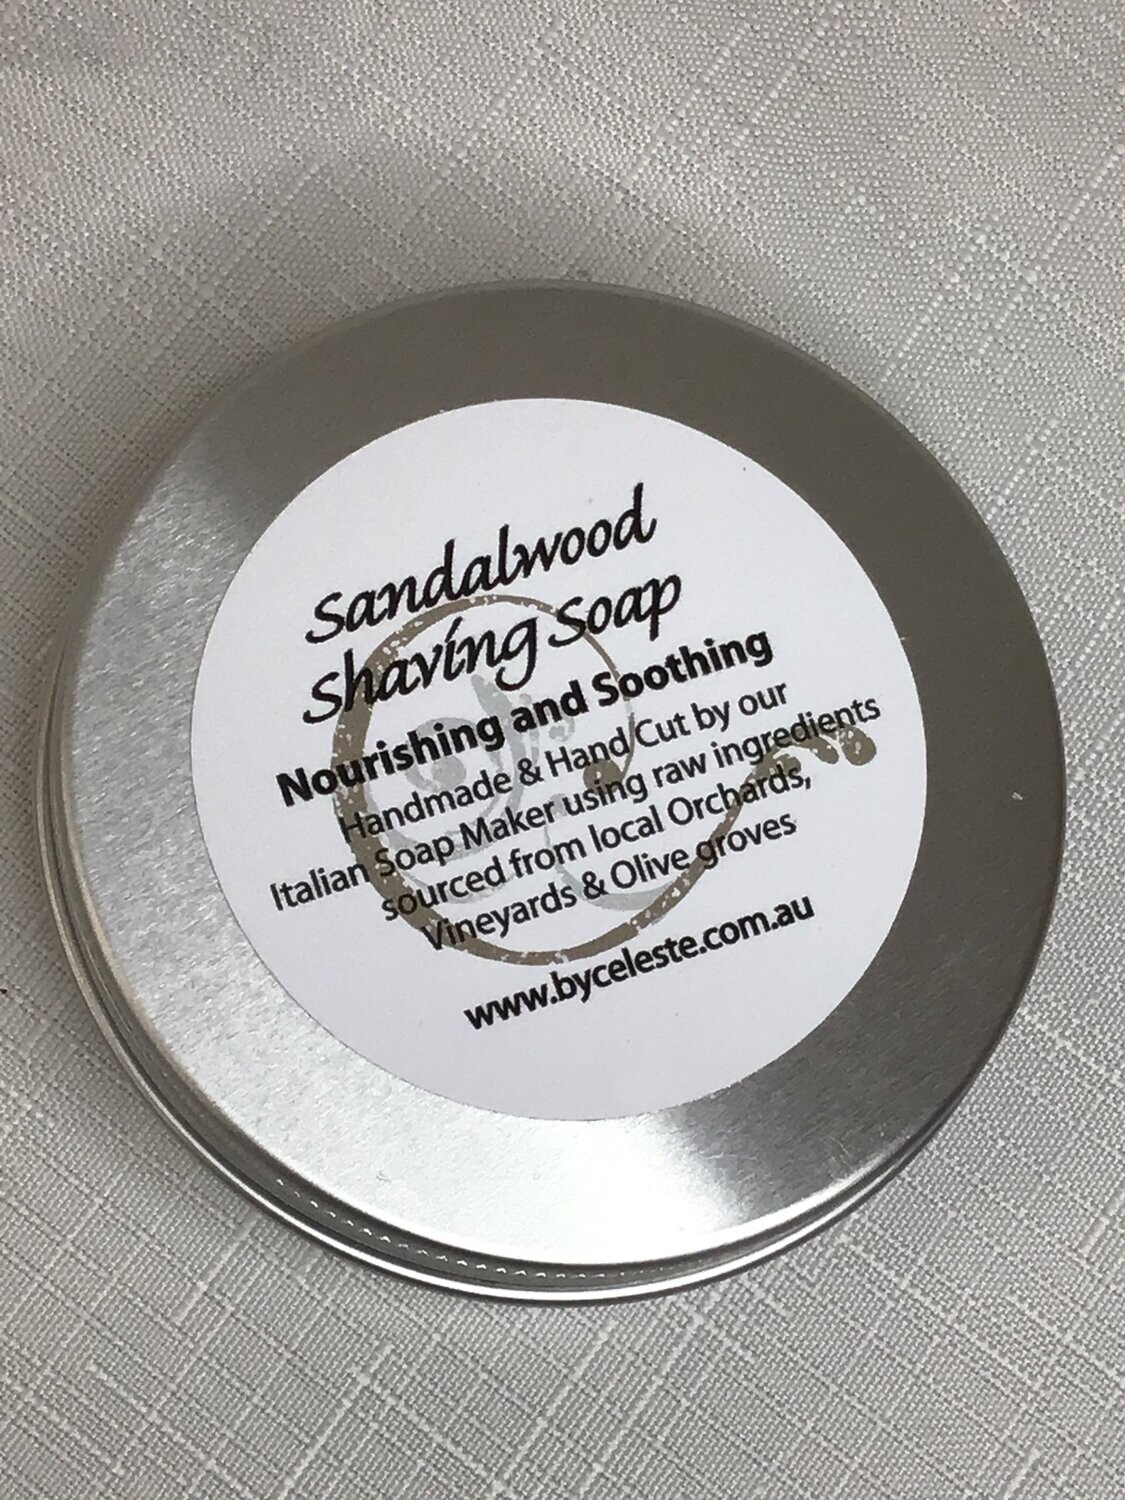 Sandalwood
shaving soap
Nourishing and Soothing
Handmade & Hand Cut by our
Italian Soap Maker using raw ingredients
sourced from local Orchards,
Vineyards & Olive groves
www.byceleste.com.au